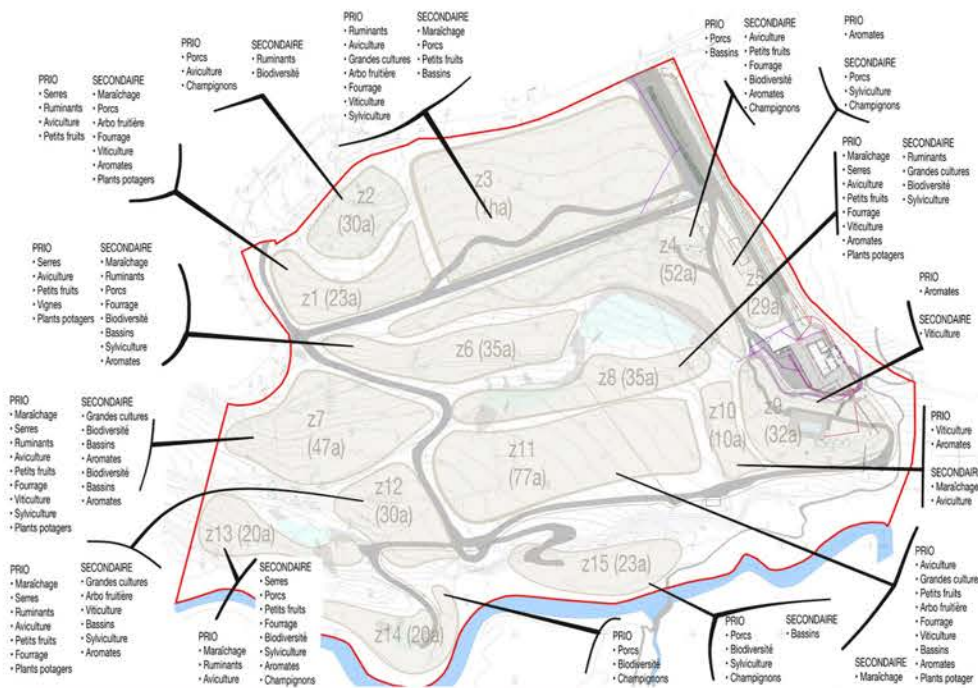 PRIO
• Porcs
• Aviculture
• Champignons
SECONDAIRE
• Ruminants
• Biodiversité
PRIO
• Ruminants
• Aviculture
• Grandes cultures
• Arbo fruitière
• Fourrage
• Viticulture
• Sylviculture
SECONDAIRE
• Maraîchage
• Porcs
• Petits fruits
• Bassins
PRIO
• Porcs
• Bassins
SECONDAIRE
• Aviculture
• Petits fruits
• Fourrage
• Biodiversité
• Aromates
• Champignons
PRIO
• Aromates
SECONDAIRE
• Porcs
• Sylviculture
• Champignons
PRIO
• Serres
• Ruminants
• Aviculture
• Petits fruits
SECONDAIRE
• Maraîchage
• Porcs
• Arbo fruitière
• Fourrage
• Viticulture
• Aromates
• Plants potagers
PRIO
• Maraîchage
• Serres
• Aviculture
• Petits fruits
• Fourrage
• Viticulture
• Aromates
• Plants potagers
SECONDAIRE
• Ruminants
• Grandes cultures
• Biodiversité
• Sylviculture
z2
(30a)
z3
(1ha)
z4
(52a)
z5
(29a)
z1 (23a)
PRIO
• Serres
• Aviculture
• Petits fruits
• Vignes
• Plants potagers
SECONDAIRE
• Maraîchage
• Ruminants
• Porcs
• Fourrage
• Biodiversité
• Bassins
• Sylviculture
• Aromates
PRIO
• Aromates
SECONDAIRE
• Viticulture
z6 (35a)
z8 (35a)
z7
(47a)
z10
(10a)
z9
(32a)
z11
(77a)
PRIO
• Maraîchage
• Serres
• Ruminants
• Aviculture
• Petits fruits
• Fourrage
• Viticulture
• Sylviculture
• Plants potagers
SECONDAIRE
• Grandes cultures
• Biodiversité
• Bassins
• Aromates
• Biodiversité
• Bassins
• Aromates
PRIO
• Viticulture
• Aromates
SECONDAIRE
• Maraîchage
• Aviculture
z12
(30a)
z13 (20a)
z15 (23a)
z14 (20a)
PRIO
• Maraîchage
• Serres
• Ruminants
• Aviculture
• Petits fruits
• Fourrage
• Plants potagers
SECONDAIRE
• Grandes cultures
• Arbo fruitière
• Viticulture
• Bassins
• Sylviculture
• Aromates
PRIO
• Maraîchage
• Ruminants
• Aviculture
SECONDAIRE
• Serres
• Porcs
• Petits fruits
• Fourrage
• Biodiversité
• Sylviculture
• Aromates
• Champignons
PRIO
• Porcs
• Biodiversité
• Champignons
PRIO
• Porcs
• Biodiversité
• Sylviculture
• Champignons
SECONDAIRE
• Bassins
PRIO
• Aviculture
• Grandes culture
• Petits fruits
• Arbo fruitière
• Fourrage
• Viticulture
• Bassins
• Aromates
• Plants potager
SECONDAIRE
• Maraîchage